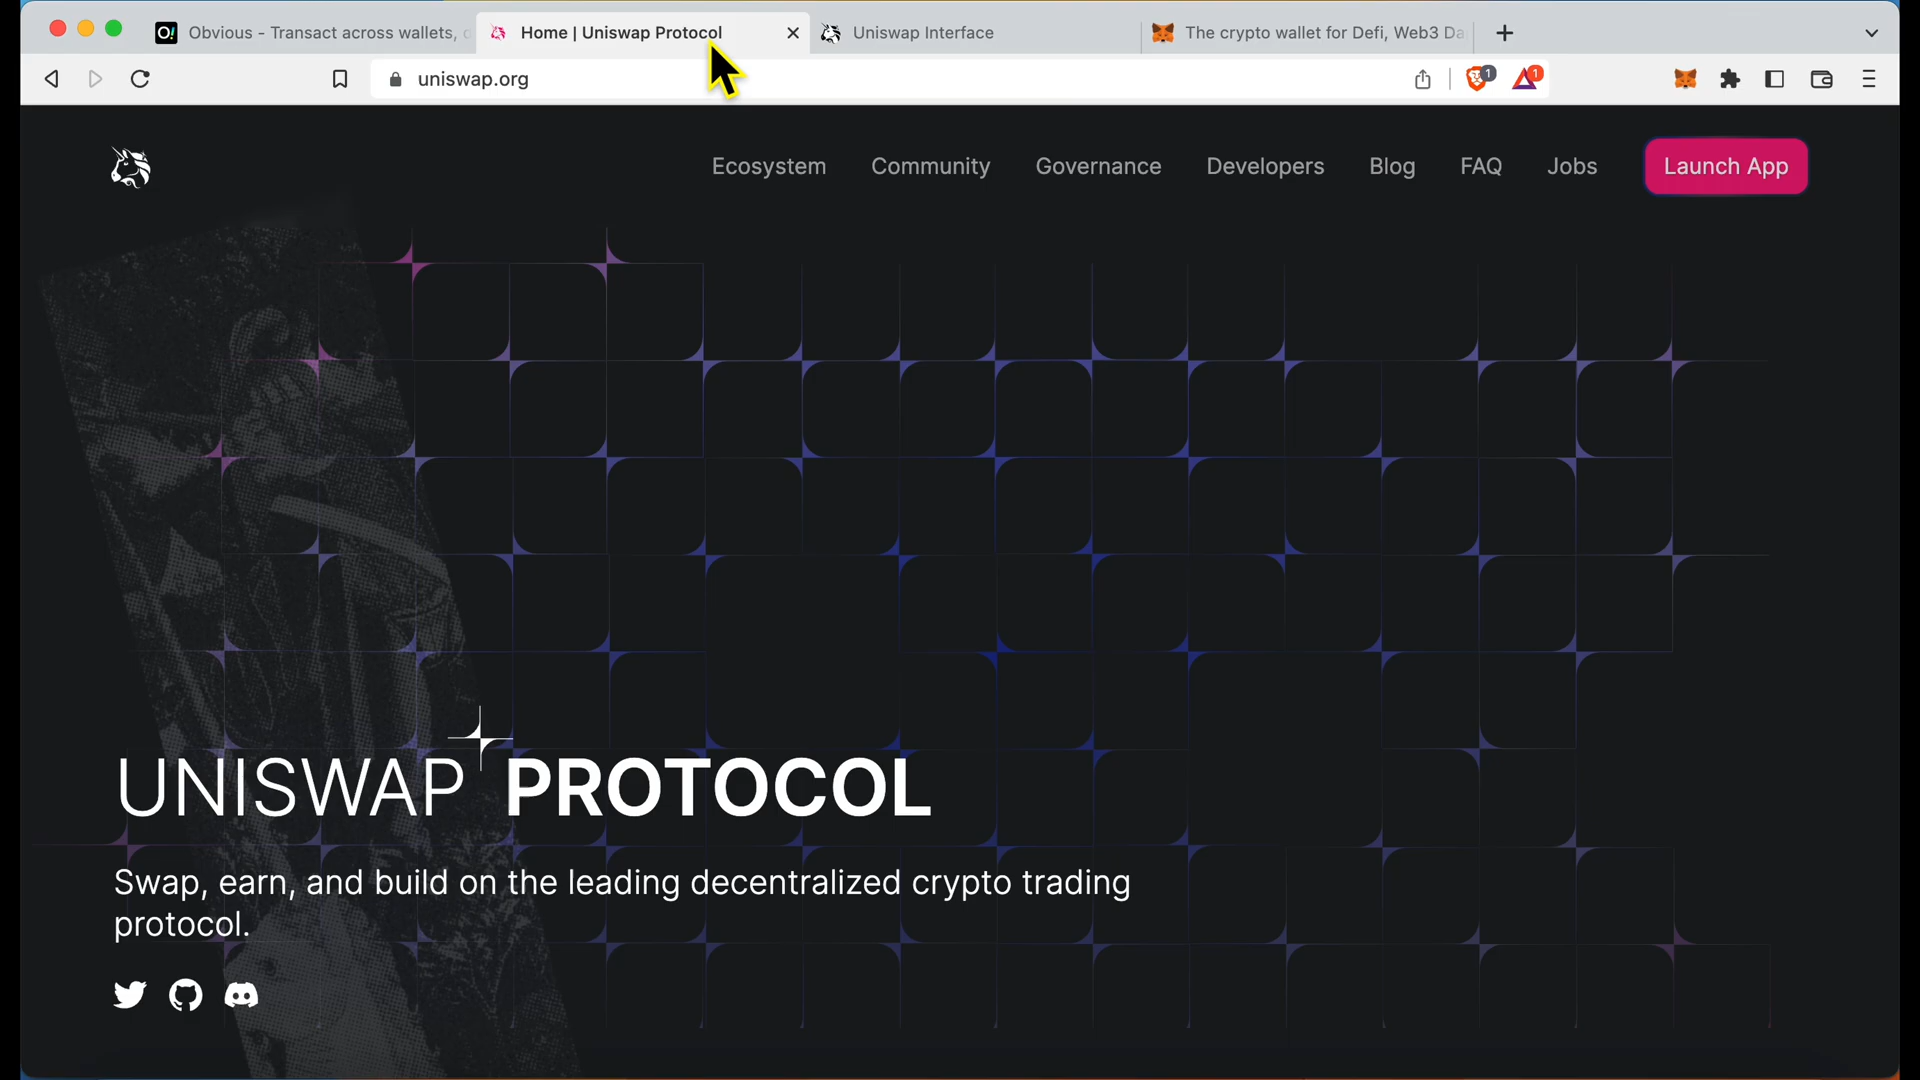 O! Obvious - Transact across wallets, c
Home | Uniswap Protocol
Uniswap Interface
The crypto wallet for Defi, Web3 Da
uniswap.org
1
1
Ecosystem
Community
Governance
Developers
Blog
FAQ
Jobs
Launch App
UNISWAP PROTOCOL
Swap, earn, and build on the leading decentralized crypto trading
protocol.